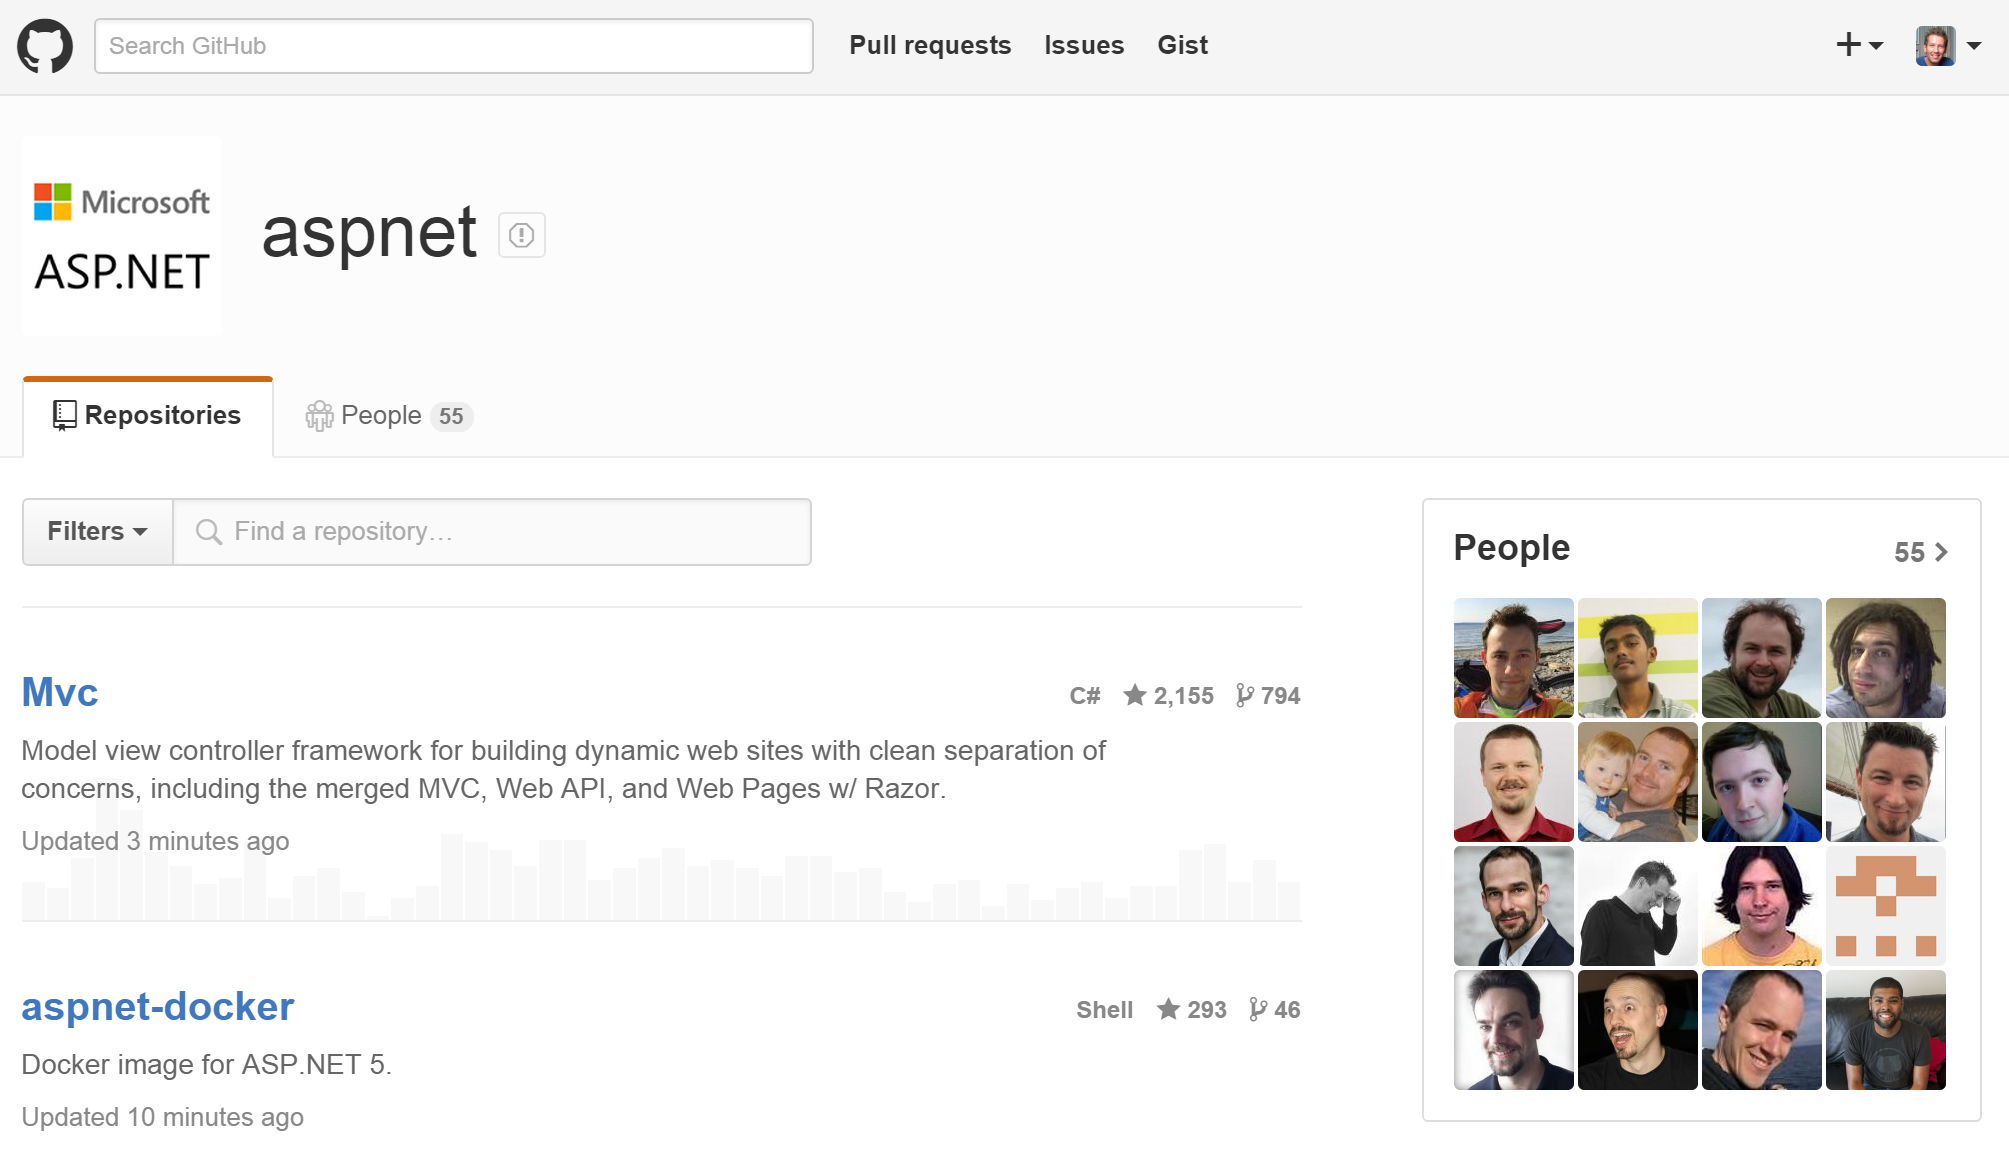 Search GitHub
Pull requests
Issues
Gist
Microsoft
ASP.NET
aspnet
Repositories
People 55
Filters
Find a repository…
People
55
Mvc
C# 2,155 794
Model view controller framework for building dynamic web sites with clean separation of
concerns, including the merged MVC, Web API, and Web Pages w/ Razor.
Updated 3 minutes ago
aspnet-docker
Shell 293 46
Docker image for ASP.NET 5.
Updated 10 minutes ago